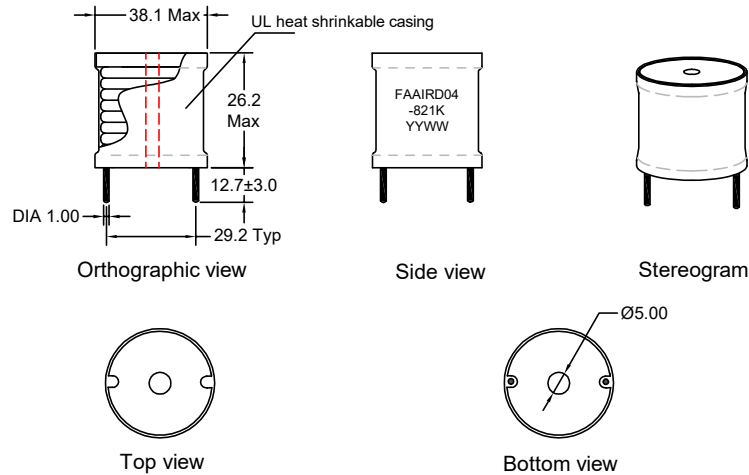 38.1 Max
UL heat shrinkable casing
26.2
Max
12.7±3.0
DIA 1.00
29.2 Typ
Orthographic view
FAAIRD04
-821K
YYWW
Side view
Stereogram
Top view
Ø5.00
Bottom view